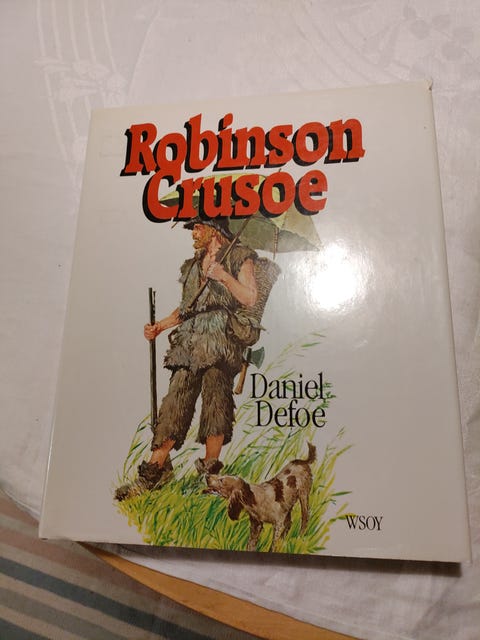 Robinson
Crusoe
Daniel
Defoe
WSOY